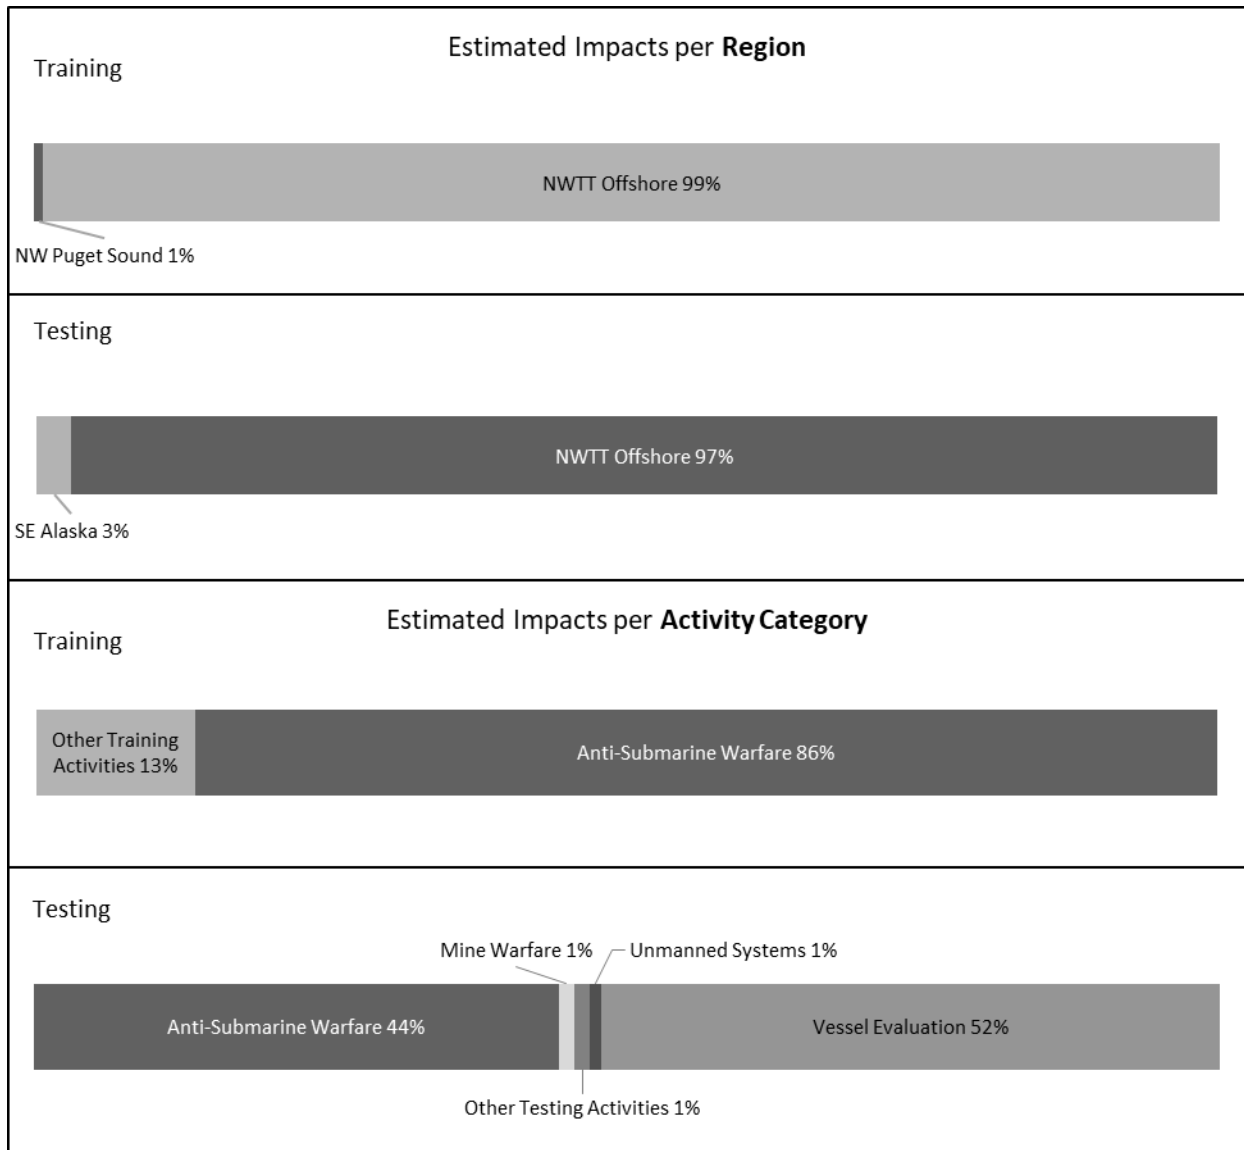 Estimated Impacts per Region
Training
NWTT Offshore 99%
NW Puget Sound 1%
Testing
NWTT Offshore 97%
SE Alaska 3%
Estimated Impacts per Activity Category
Training
Other Training
Activities 13%
Anti-Submarine Warfare 86%
Testing
Mine Warfare 1%
Unmanned Systems 1%
Anti-Submarine Warfare 44%
Vessel Evaluation 52%
Other Testing Activities 1%